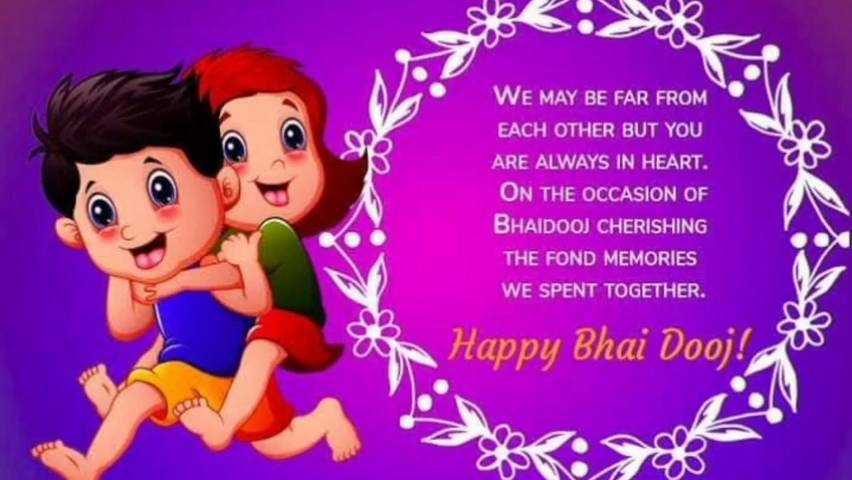 We may be far from
each other but you
are always in heart.
On the occasion of
Bhaidooj cherishing
the fond memories
we spent together.
Happy Bhai Dooj!